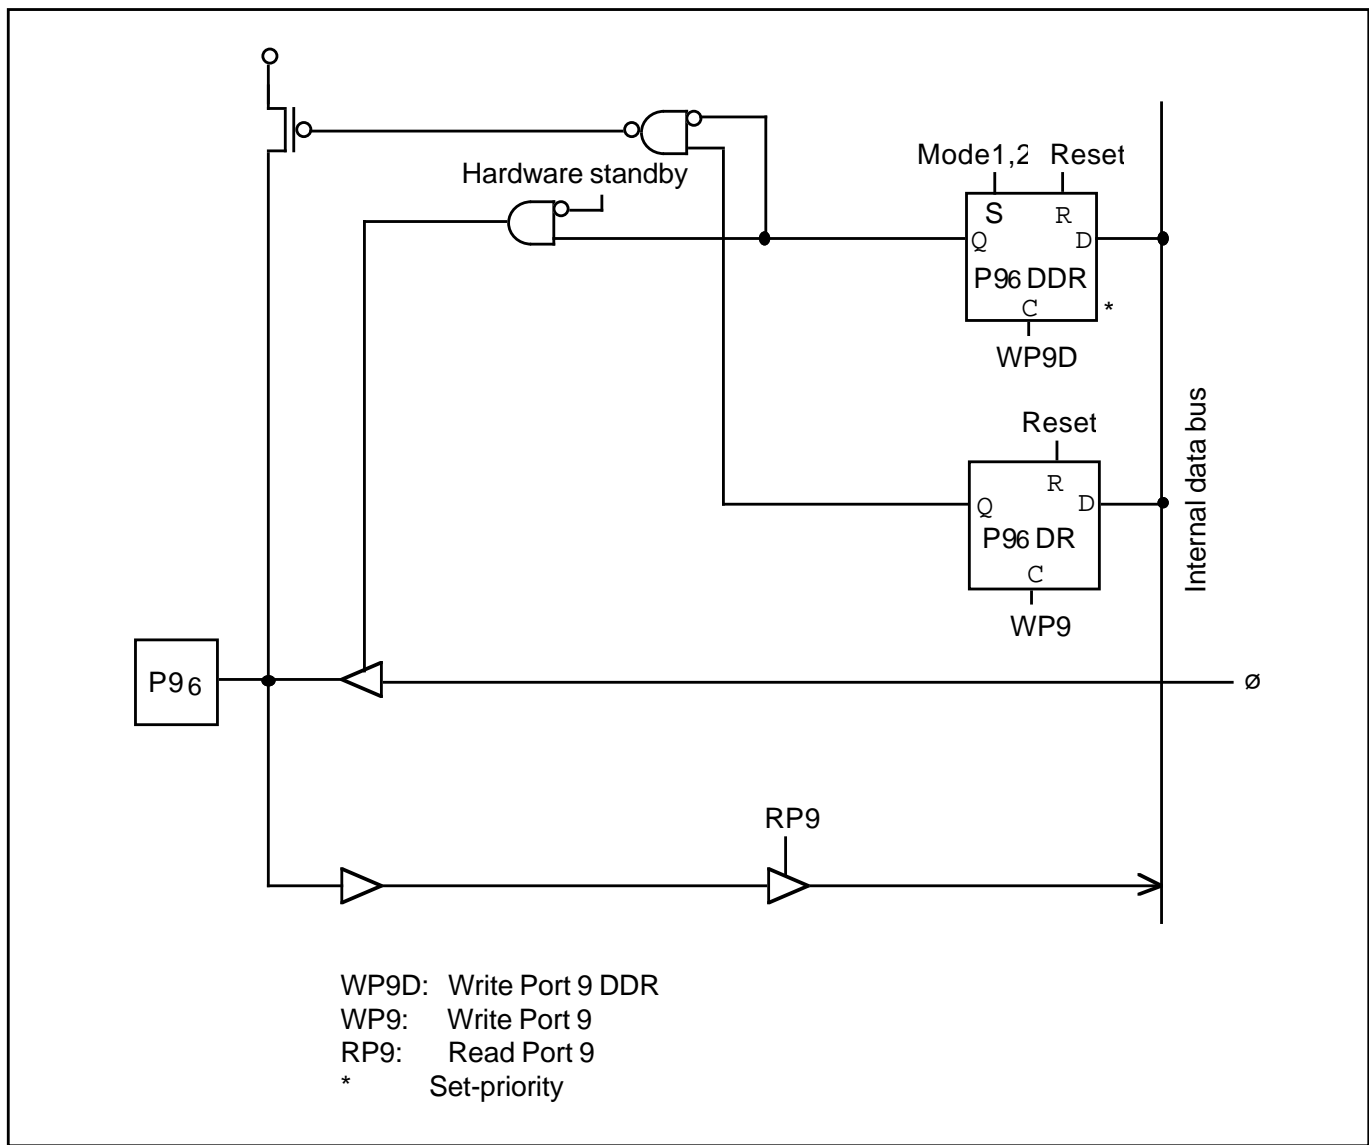 Mode1,2 Reset
Hardware standby
S R
Q D
P96 DDR
C *
WP9D
Internal data bus
Reset
R
Q D
P96 DR
C
WP9
P96
ø
RP9
WP9D: Write Port 9 DDR
WP9: Write Port 9
RP9: Read Port 9
* Set-priority